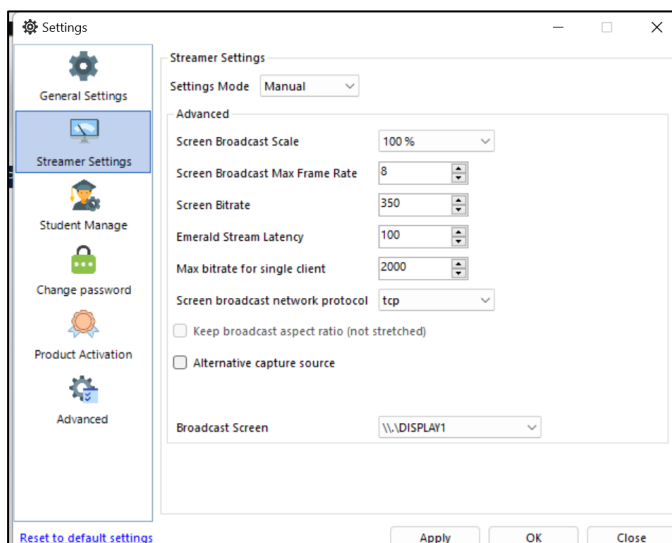 Settings
General Settings
Streamer Settings
Student Manage
Change password
Product Activation
Advanced
Reset to default settings
Streamer Settings
Settings Mode Manual
Advanced
Screen Broadcast Scale 100 %
Screen Broadcast Max Frame Rate 8
Screen Bitrate 350
Emerald Stream Latency 100
Max bitrate for single client 2000
Screen broadcast network protocol tcp
Keep broadcast aspect ratio (not stretched)
Alternative capture source
Broadcast Screen \\.\DISPLAY1
Apply OK Close